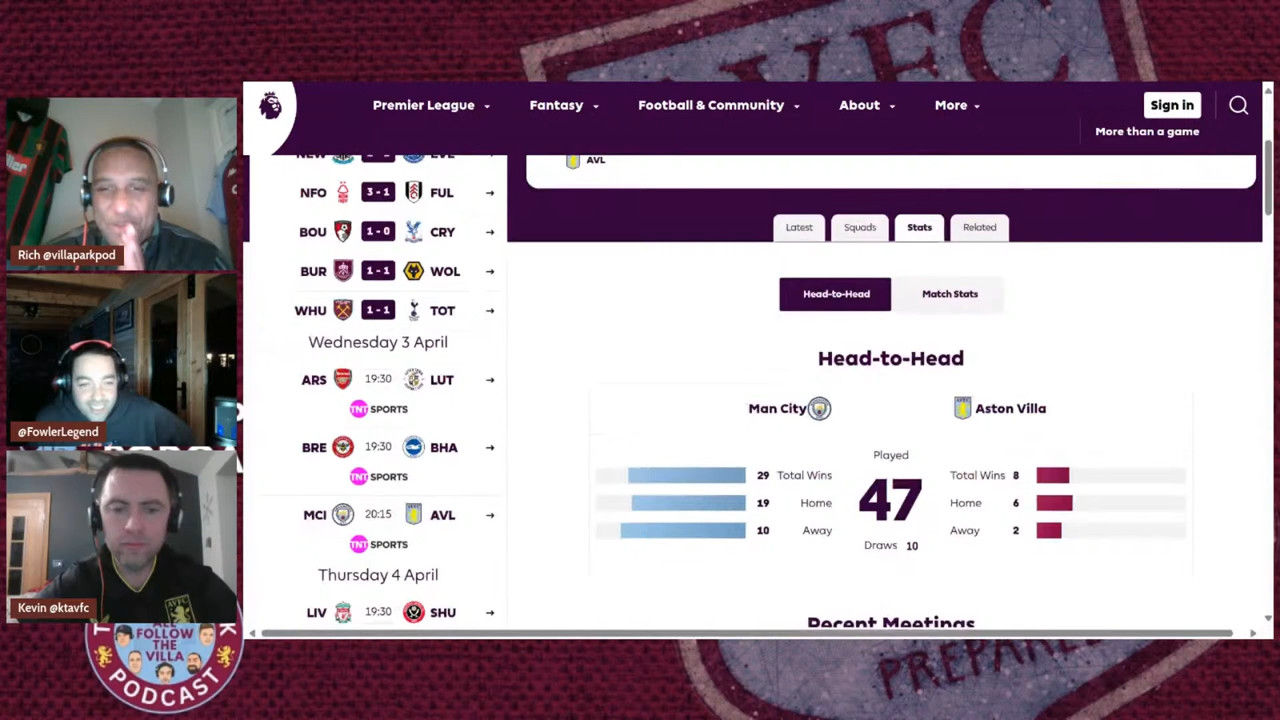 AVFC
Premier League
Fantasy
Football & Community
About
More
Sign in
More than a game
Rich @villaparkpod
@FowlerLegend
Kevin @ktavfc
NFO 3 - 1 FUL
BOU 1 - 0 CRY
BUR 1 - 1 WOL
WHU 1 - 1 TOT
Wednesday 3 April
ARS 19:30 LUT
TNT SPORTS
BRE 19:30 BHA
TNT SPORTS
MCI 20:15 AVL
TNT SPORTS
Thursday 4 April
LIV 19:30 SHU
AVL
Latest
Squads
Stats
Related
Head-to-Head
Match Stats
Head-to-Head
Man City
Aston Villa
Played
47
Draws 10
29 Total Wins
19 Home
10 Away
Total Wins 8
Home 6
Away 2
Recent Meetings
ALL
FOLLOW
THE
VILLA
PODCAST